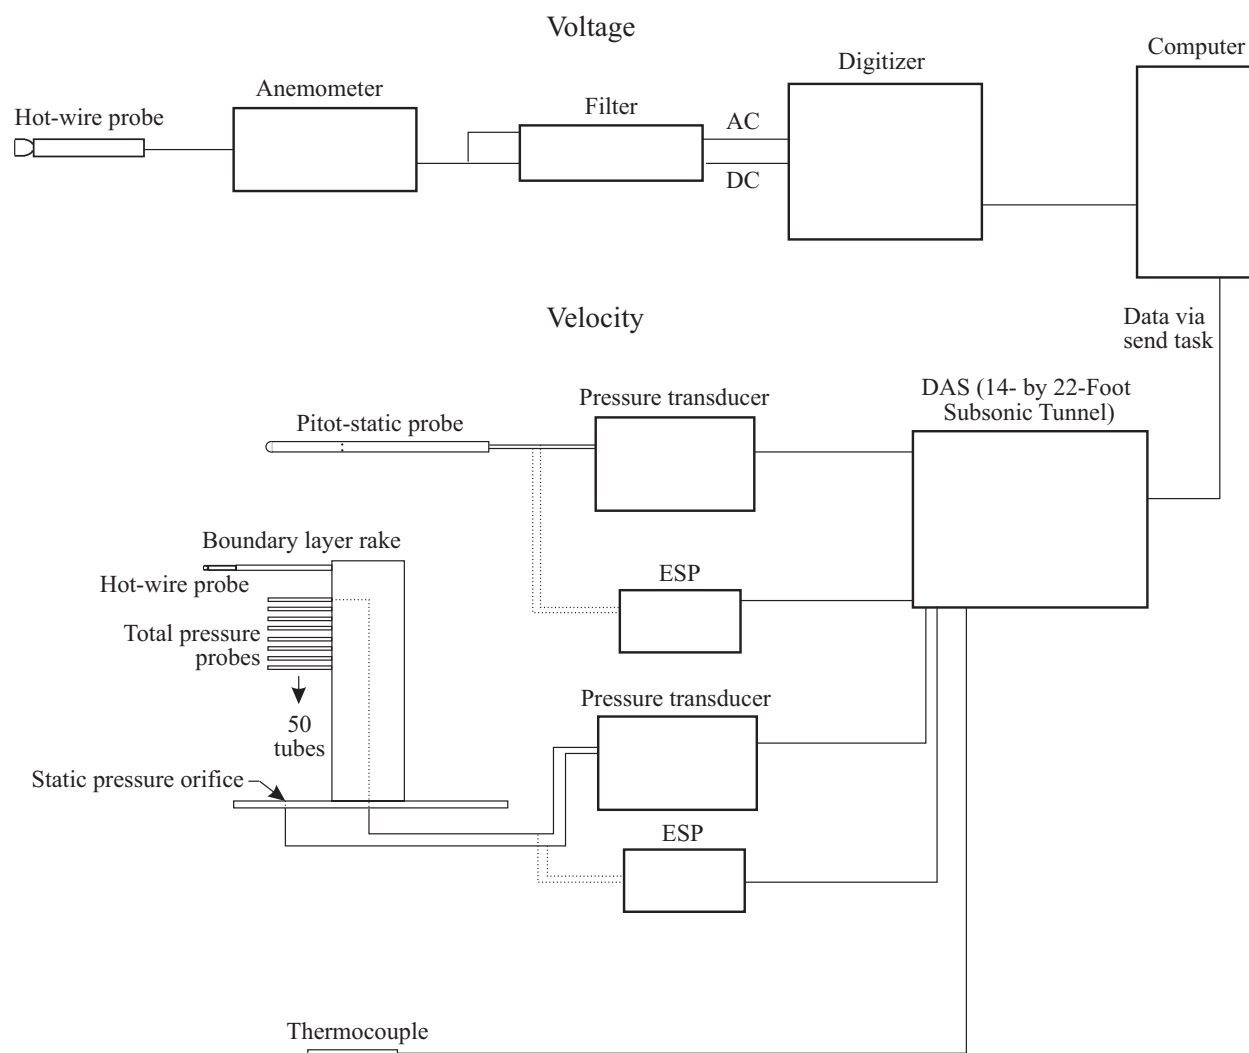 Voltage
Computer
Digitizer
Anemometer
Filter
Hot-wire probe
AC
DC
Velocity
Data via
send task
DAS (14- by 22-Foot
Subsonic Tunnel)
Pressure transducer
Pitot-static probe
Boundary layer rake
ESP
Hot-wire probe
Total pressure
probes
50
tubes
Pressure transducer
Static pressure orifice
ESP
Thermocouple